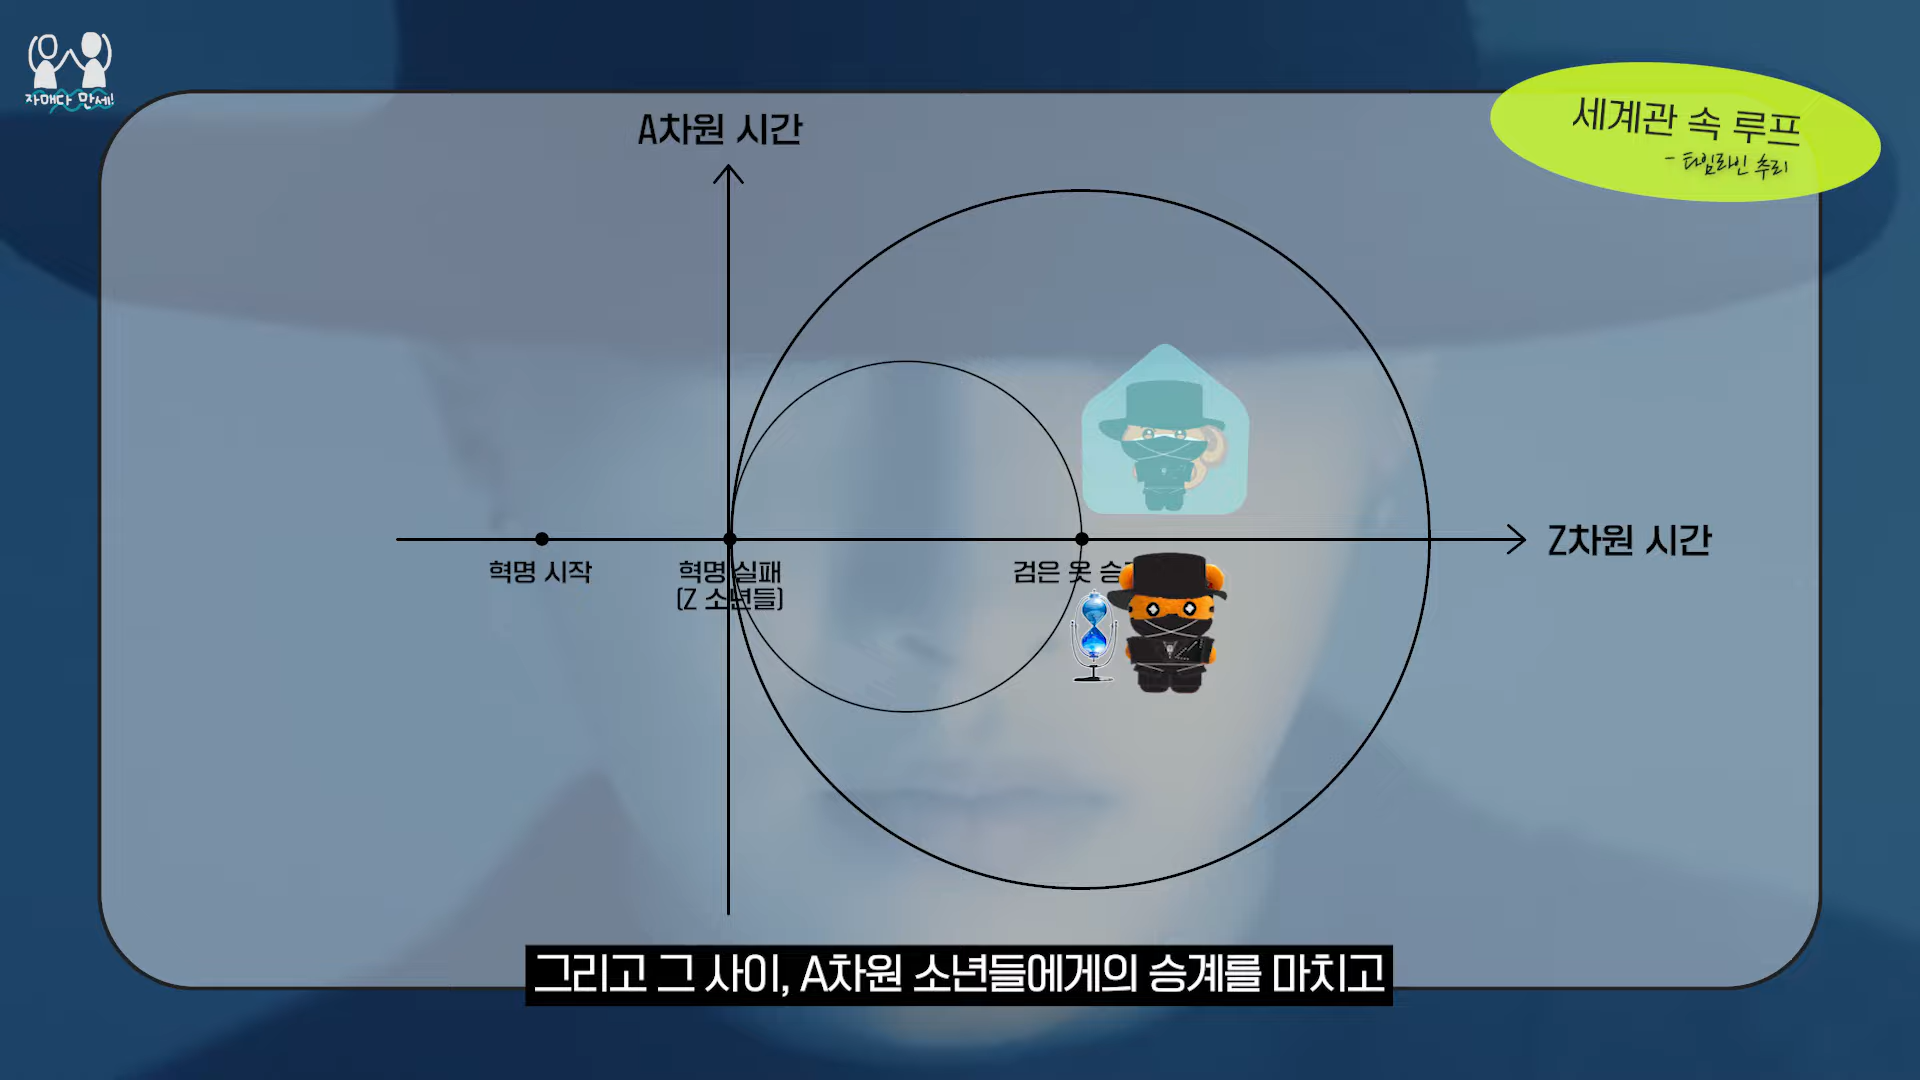 자매다 만세!
A차원 시간
세계관 속 루프
- 타임라인 추리
Z차원 시간
혁명 시작
혁명 실패
(Z 소년들)
검은 옷
그리고 그 사이, A차원 소년들에게의 승계를 마치고